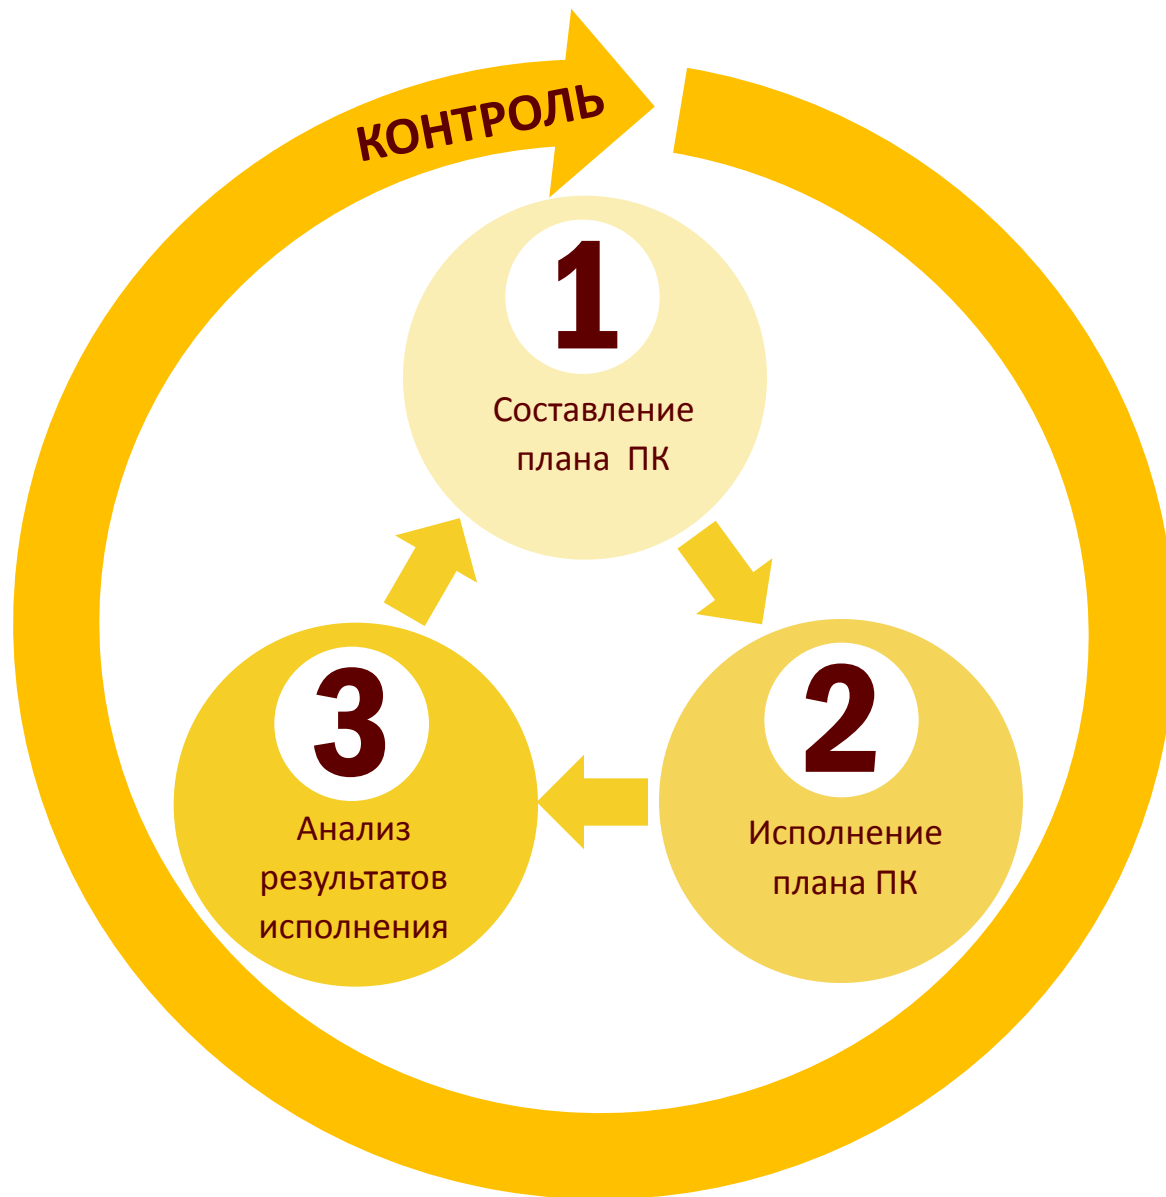 КОНТРОЛЬ
1
Составление
плана ПК
2
Исполнение
плана ПК
3
Анализ
результатов
исполнения